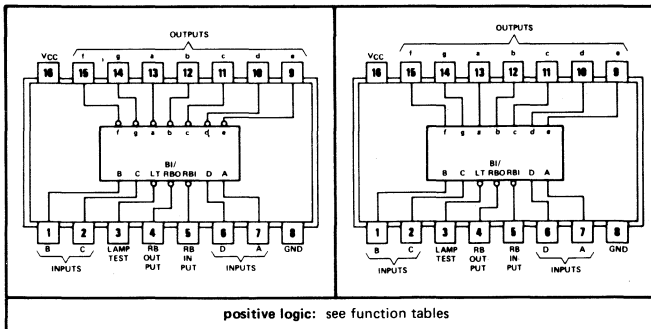 OUTPUTS
VCC f g a b c d e
16 15 14 13 12 11 10 9
f g a b c d e
BI/
B C LT RBO RBI D A
1 2 3 4 5 6 7 8
B C LAMP TEST RB OUT PUT RB IN PUT D A GND
INPUTS INPUTS
OUTPUTS
VCC f g a b c d e
16 15 14 13 12 11 10 9
f g a b c d e
BI/
B C LT RBO RBI D A
1 2 3 4 5 6 7 8
B C LAMP TEST RB OUT PUT RB IN PUT D A GND
INPUTS INPUTS
positive logic: see function tables